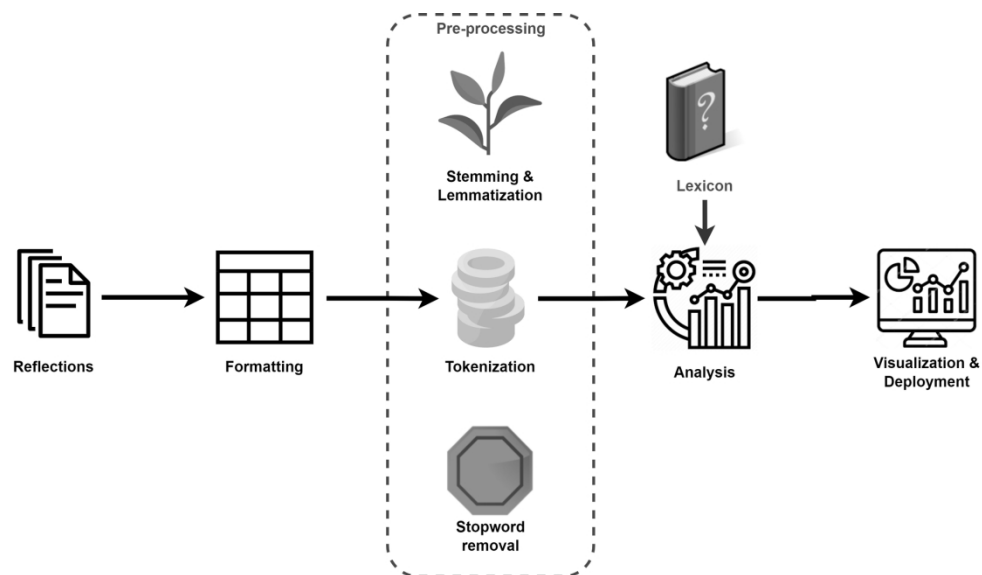 Pre-processing
Stemming &
Lemmatization
?
Lexicon
Reflections
Formatting
Tokenization
Analysis
Visualization &
Deployment
Stopword
removal